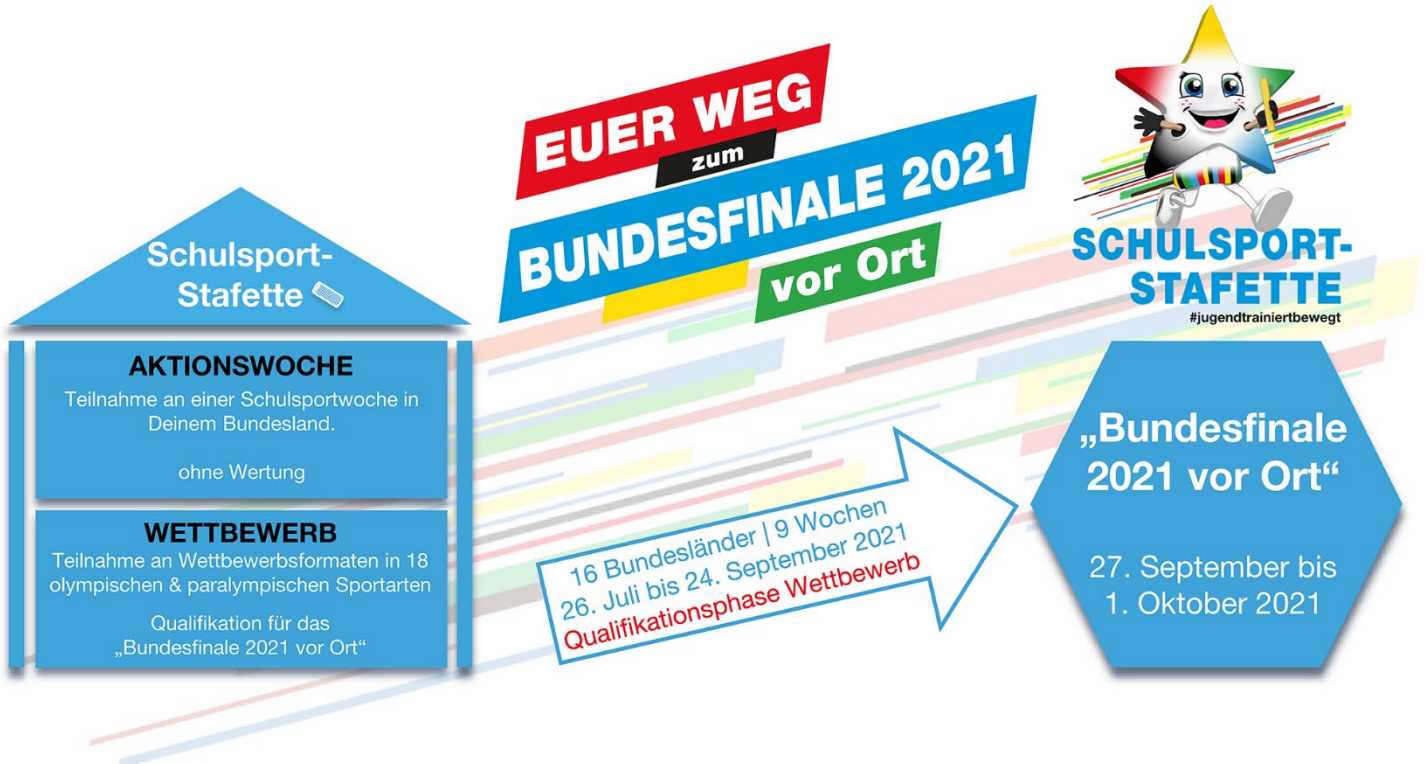 EUER WEG
zum
BUNDESFINALE 2021
vor Ort
SCHULSPORT-
STAFETTE
#jugendtrainiertbewegt
Schulsport-
Stafette
AKTIONSWOCHE
Teilnahme an einer Schulsportwoche in
Deinem Bundesland.
ohne Wertung
WETTBEWERB
Teilnahme an Wettbewerbsformaten in 18
olympischen & paralympischen Sportarten
Qualifikation für das
„Bundesfinale 2021 vor Ort“
16 Bundesländer | 9 Wochen
26. Juli bis 24. September 2021
Qualifikationsphase Wettbewerb
„Bundesfinale
2021 vor Ort“
27. September bis
1. Oktober 2021